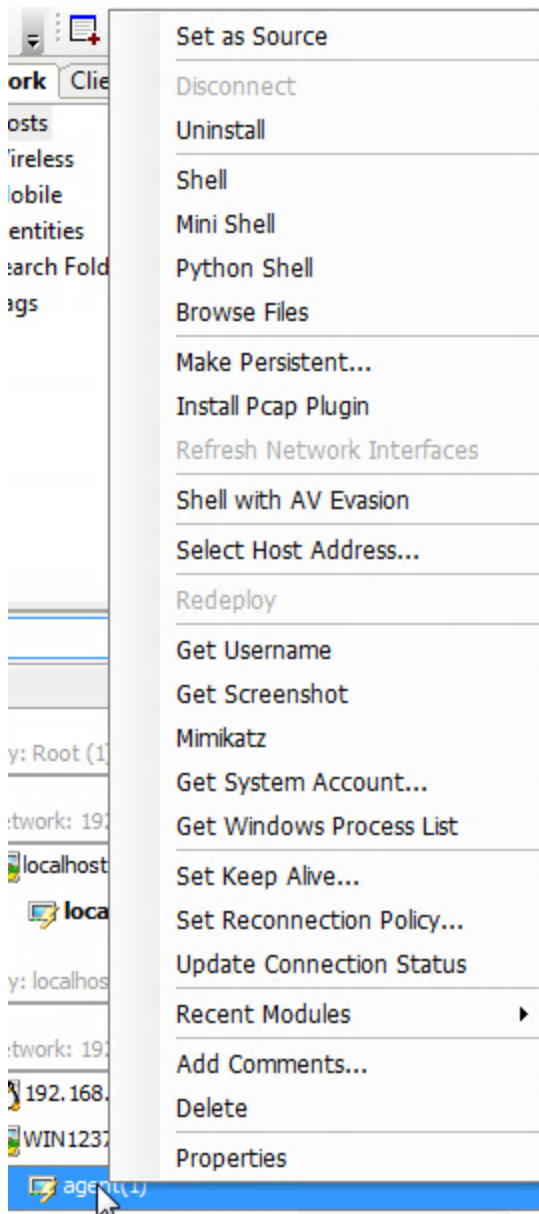 Set as Source
Disconnect
Uninstall
Shell
Mini Shell
Python Shell
Browse Files
Make Persistent...
Install Pcap Plugin
Refresh Network Interfaces
Shell with AV Evasion
Select Host Address...
Redeploy
Get Username
Get Screenshot
Mimikatz
Get System Account...
Get Windows Process List
Set Keep Alive...
Set Reconnection Policy...
Update Connection Status
Recent Modules
Add Comments...
Delete
Properties
ork Clie
osts
ireless
obile
entities
earch Fold
ags
y: Root (1)
etwork: 192
localhost
loca
y: localhos
etwork: 192
192.168.
WIN1237
agent(1)